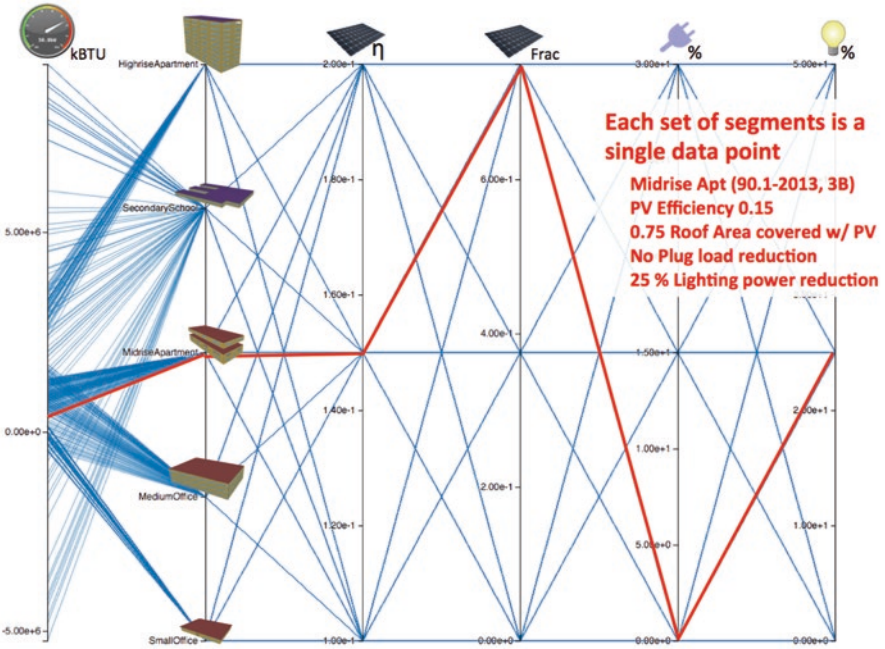 kBTU
η
Frac
%
%
HighriseApartment
2.00e-1
3.00e+1
5.00e+1
Each set of segments is a
single data point
Midrise Apt (90.1-2013, 3B)
PV Efficiency 0.15
0.75 Roof Area covered w/ PV
No Plug load reduction
25 % Lighting power reduction
1.80e-1
6.00e-1
SecondarySchool
5.00e+6
1.60e-1
4.00e-1
MidriseApartment
1.50e+1
1.40e-1
2.00e+1
0.00e+0
1.00e+1
MediumOffice
2.00e-1
1.20e-1
1.00e+1
5.00e+0
-5.00e+6
SmallOffice
1.00e-1
0.00e+0
0.00e+0
0.00e+0